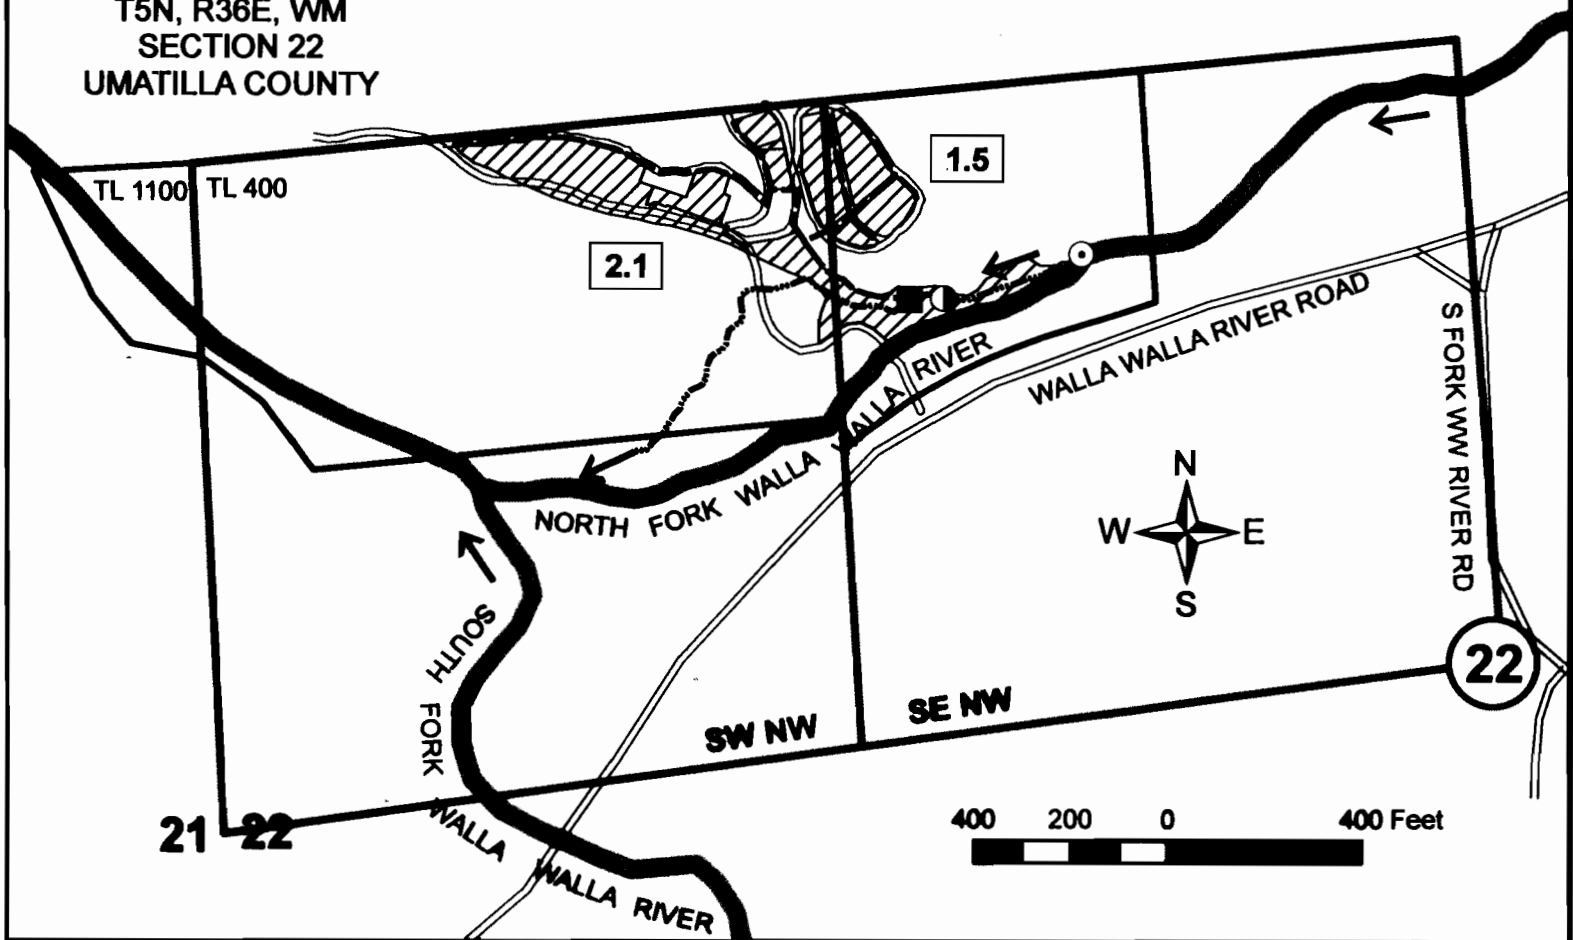 T5N, R36E, WM
SECTION 22
UMATILLA COUNTY
TL 1100
TL 400
1.5
2.1
WALLA WALLA RIVER ROAD
S FORK WW RIVER RD
NORTH FORK WALLA WALLA RIVER
N
W
E
S
SOUTH FORK WALLA WALLA RIVER
22
SW NW
SE NW
21
22
400 200 0 400 Feet